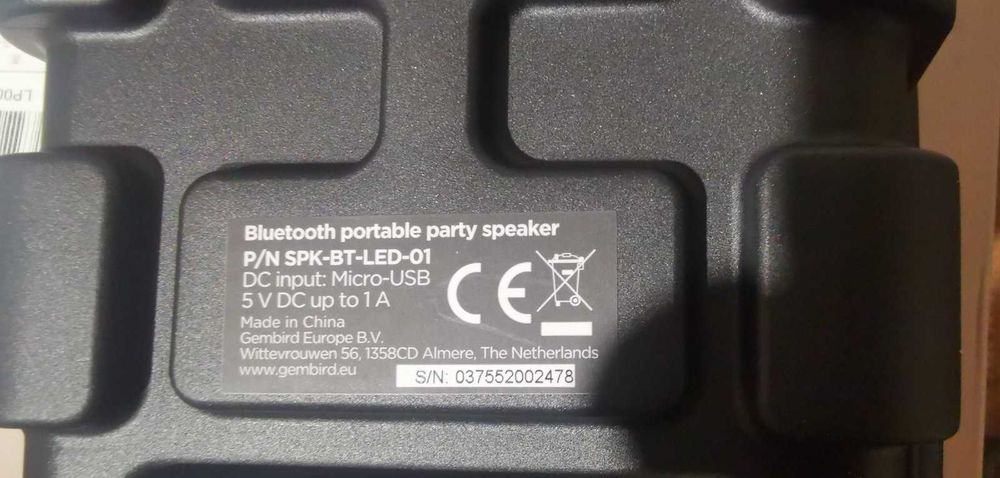 Bluetooth portable party speaker
P/N SPK-BT-LED-01
DC input: Micro-USB
5 V DC up to 1 A
CE
Made in China
Gembird Europe B.V.
Wittevrouwen 56, 1358CD Almere, The Netherlands
www.gembird.eu
S/N: 037552002478